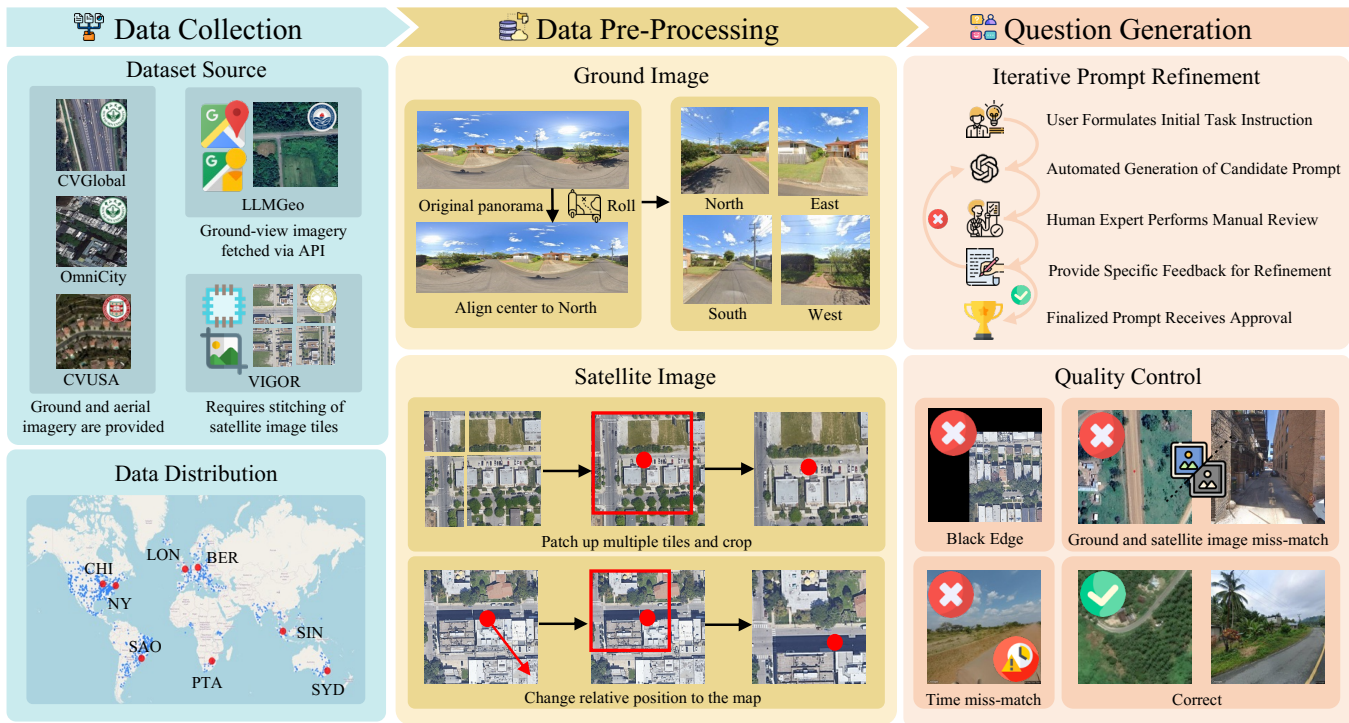 Data Collection
Dataset Source
CVGlobal
OmniCity
CVUSA
Ground and aerial
imagery are provided
LLMGeo
Ground-view imagery
fetched via API
VIGOR
Requires stitching of
satellite image tiles
Data Distribution
LON
BER
CHI
NY
SAO
PTA
SIN
SYD
Data Pre-Processing
Ground Image
Original panorama
Roll
Align center to North
North
East
South
West
Satellite Image
Patch up multiple tiles and crop
Change relative position to the map
Question Generation
Iterative Prompt Refinement
User Formulates Initial Task Instruction
Automated Generation of Candidate Prompt
Human Expert Performs Manual Review
Provide Specific Feedback for Refinement
Finalized Prompt Receives Approval
Quality Control
Black Edge
Ground and satellite image miss-match
Time miss-match
Correct